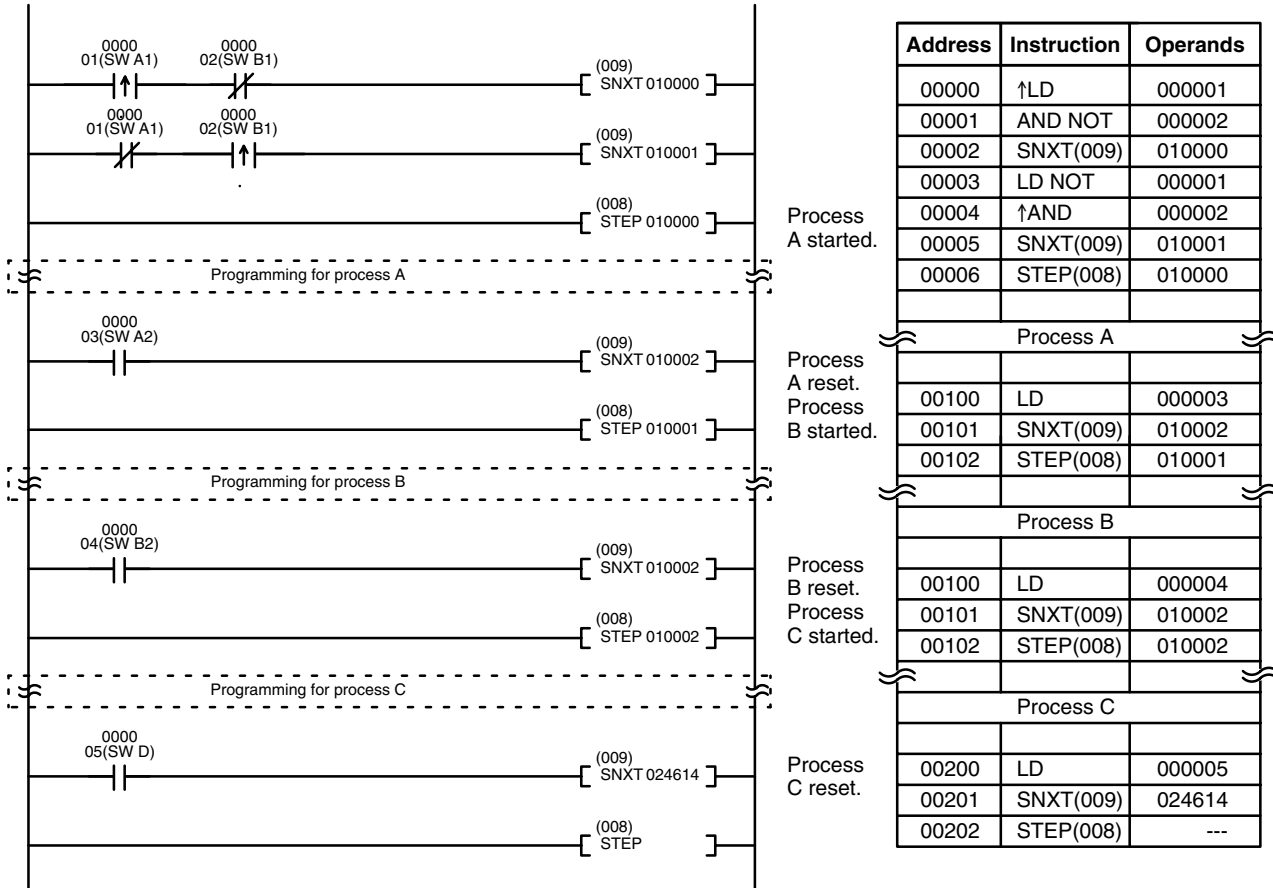 0000
01(SW A1)
0000
02(SW B1)
(009)
SNXT 010000
0000
01(SW A1)
0000
02(SW B1)
(009)
SNXT 010001
(008)
STEP 010000
Process
A started.
Programming for process A
0000
03(SW A2)
(009)
SNXT 010002
Process
A reset.
Process
B started.
(008)
STEP 010001
Programming for process B
0000
04(SW B2)
(009)
SNXT 010002
Process
B reset.
Process
C started.
(008)
STEP 010002
Programming for process C
0000
05(SW D)
(009)
SNXT 024614
Process
C reset.
(008)
STEP
Address Instruction Operands
00000 ↑LD 000001
00001 AND NOT 000002
00002 SNXT(009) 010000
00003 LD NOT 000001
00004 ↑AND 000002
00005 SNXT(009) 010001
00006 STEP(008) 010000
Process A
00100 LD 000003
00101 SNXT(009) 010002
00102 STEP(008) 010001
Process B
00100 LD 000004
00101 SNXT(009) 010002
00102 STEP(008) 010002
Process C
00200 LD 000005
00201 SNXT(009) 024614
00202 STEP(008) ---